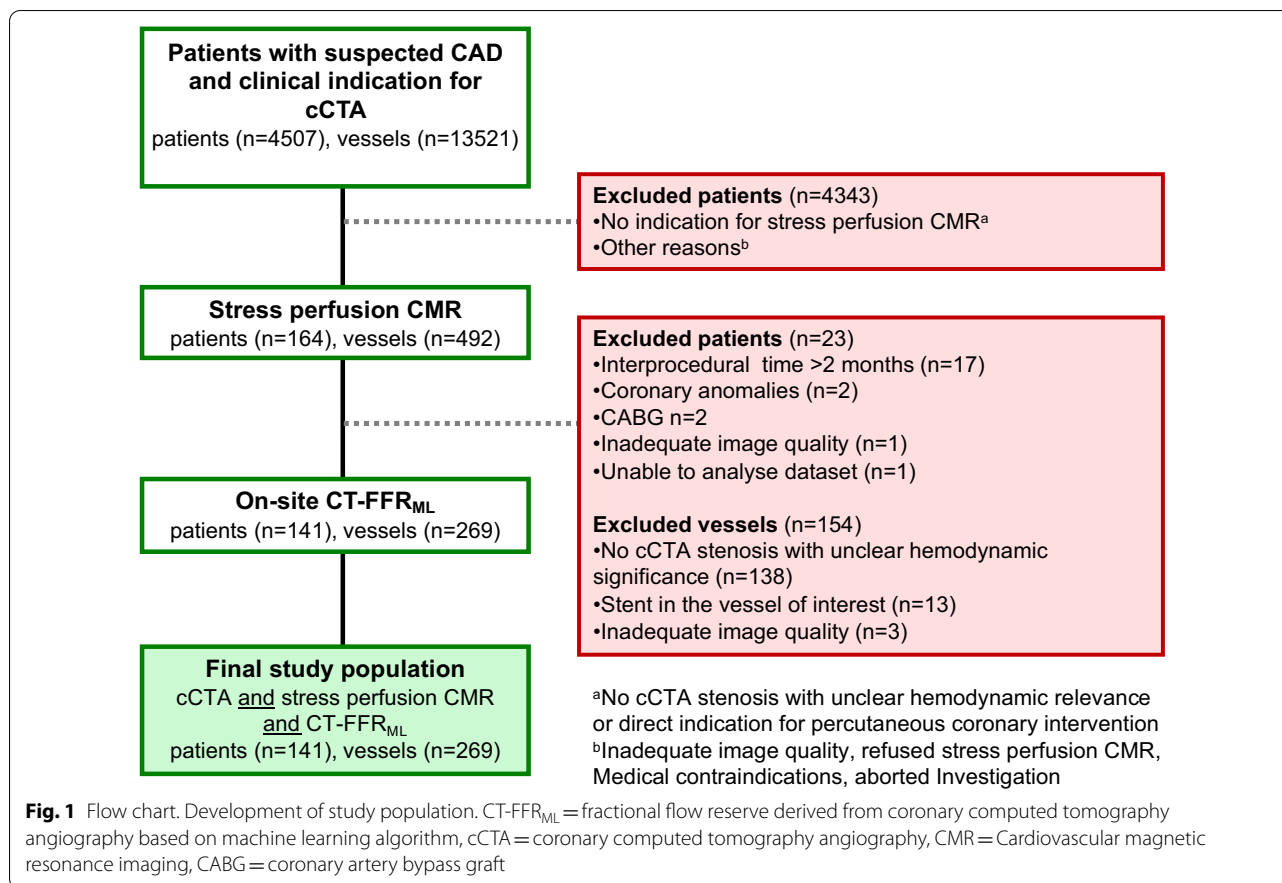 Patients with suspected CAD
and clinical indication for
cCTA
patients (n=4507), vessels (n=13521)
Excluded patients (n=4343)
•No indication for stress perfusion CMRᵃ
•Other reasonsᵇ
Stress perfusion CMR
patients (n=164), vessels (n=492)
Excluded patients (n=23)
•Interprocedural time >2 months (n=17)
•Coronary anomalies (n=2)
•CABG n=2
•Inadequate image quality (n=1)
•Unable to analyse dataset (n=1)
Excluded vessels (n=154)
•No cCTA stenosis with unclear hemodynamic
significance (n=138)
•Stent in the vessel of interest (n=13)
•Inadequate image quality (n=3)
On-site CT-FFRML
patients (n=141), vessels (n=269)
Final study population
cCTA and stress perfusion CMR
and CT-FFRML
patients (n=141), vessels (n=269)
ᵃNo cCTA stenosis with unclear hemodynamic relevance
or direct indication for percutaneous coronary intervention
ᵇInadequate image quality, refused stress perfusion CMR,
Medical contraindications, aborted Investigation
Fig. 1 Flow chart. Development of study population. CT-FFRML = fractional flow reserve derived from coronary computed tomography
angiography based on machine learning algorithm, cCTA = coronary computed tomography angiography, CMR = Cardiovascular magnetic
resonance imaging, CABG = coronary artery bypass graft